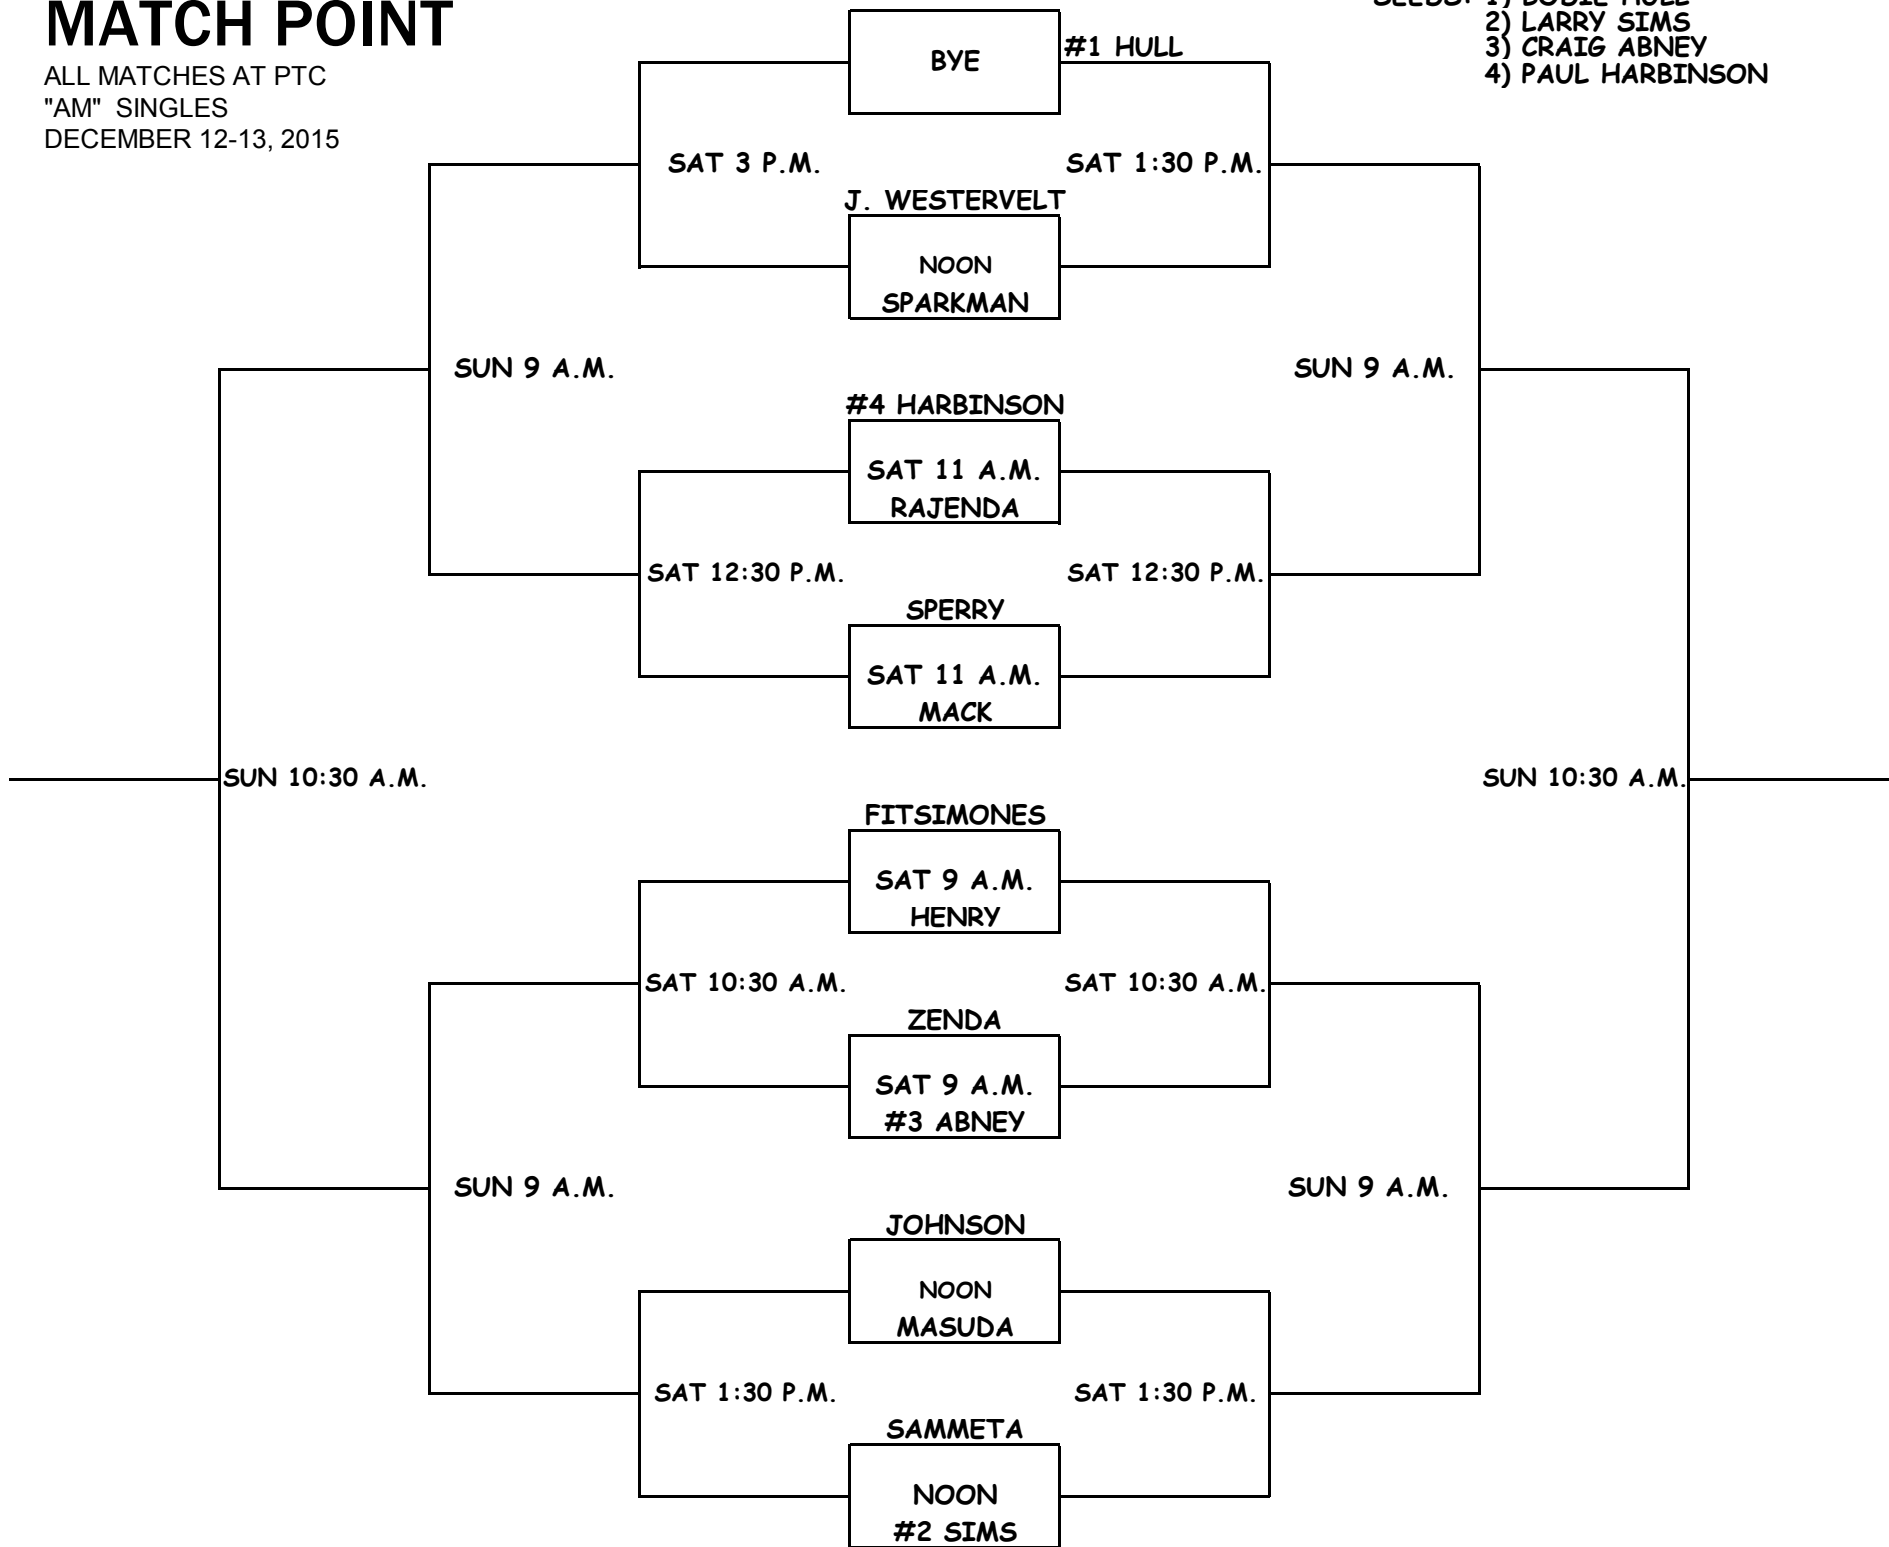 MATCH POINT
ALL MATCHES AT PTC
"AM" SINGLES
DECEMBER 12-13, 2015
SEEDS: 1) BODIE HULL
2) LARRY SIMS
3) CRAIG ABNEY
4) PAUL HARBINSON
BYE
#1 HULL
SAT 3 P.M.
SAT 1:30 P.M.
J. WESTERVELT
NOON
SPARKMAN
SUN 9 A.M.
SUN 9 A.M.
#4 HARBINSON
SAT 11 A.M.
RAJENDA
SAT 12:30 P.M.
SAT 12:30 P.M.
SPERRY
SAT 11 A.M.
MACK
SUN 10:30 A.M.
SUN 10:30 A.M.
FITSIMONES
SAT 9 A.M.
HENRY
SAT 10:30 A.M.
SAT 10:30 A.M.
ZENDA
SAT 9 A.M.
#3 ABNEY
SUN 9 A.M.
SUN 9 A.M.
JOHNSON
NOON
MASUDA
SAT 1:30 P.M.
SAT 1:30 P.M.
SAMMETA
NOON
#2 SIMS